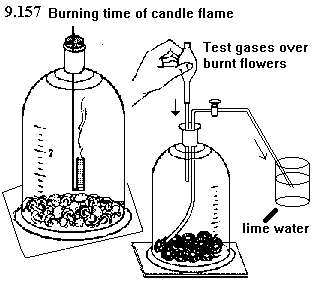 9.157 Burning time of candle flame
Test gases over
burnt flowers
lime water